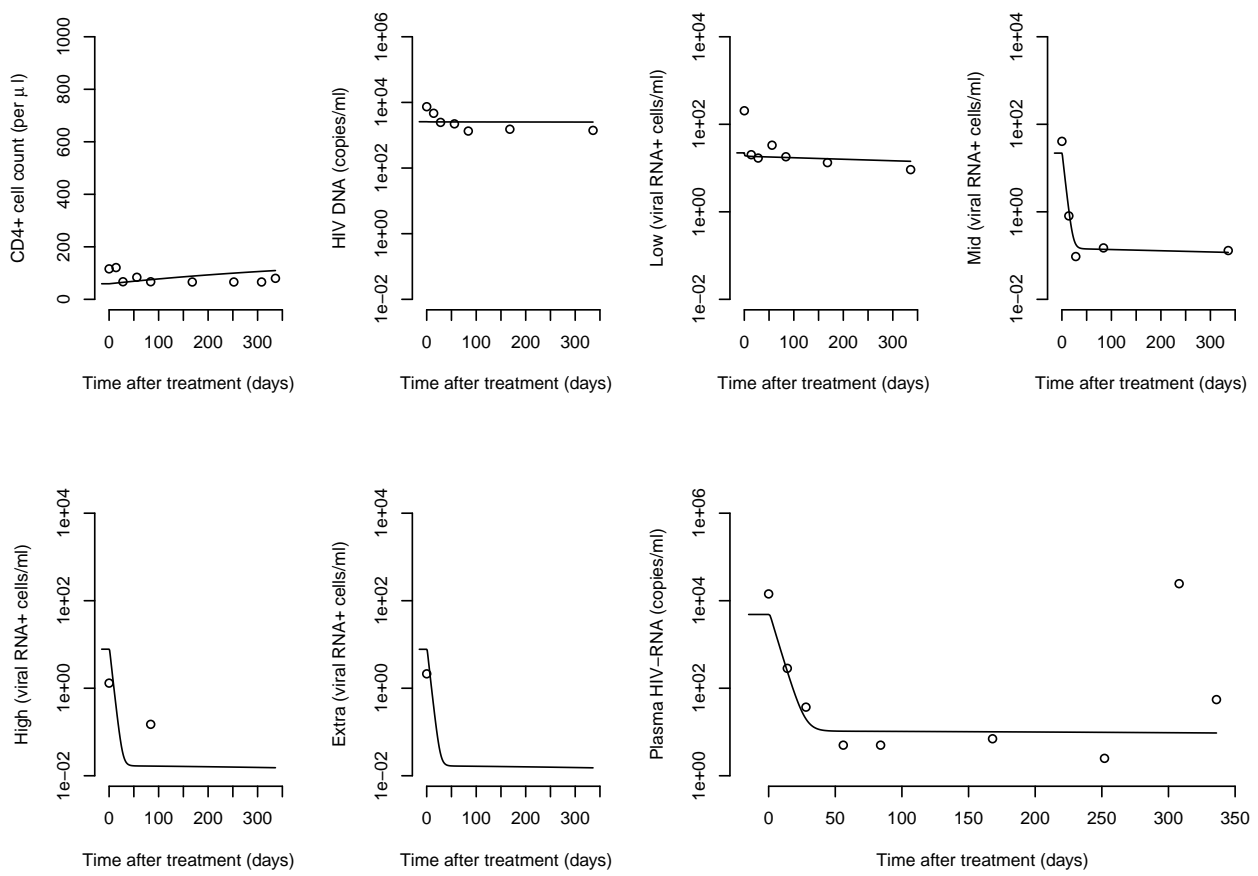 CD4+ cell count (per μ l)
1000
800
600
400
200
0
0 100 200 300
Time after treatment (days)
HIV DNA (copies/ml)
1e+06
1e+04
1e+02
1e+00
1e−02
0 100 200 300
Time after treatment (days)
Low (viral RNA+ cells/ml)
1e+04
1e+02
1e+00
1e−02
0 100 200 300
Time after treatment (days)
Mid (viral RNA+ cells/ml)
1e+04
1e+02
1e+00
1e−02
0 100 200 300
Time after treatment (days)
High (viral RNA+ cells/ml)
1e+04
1e+02
1e+00
1e−02
0 100 200 300
Time after treatment (days)
Extra (viral RNA+ cells/ml)
1e+04
1e+02
1e+00
1e−02
0 100 200 300
Time after treatment (days)
Plasma HIV−RNA (copies/ml)
1e+06
1e+04
1e+02
1e+00
0 50 100 150 200 250 300 350
Time after treatment (days)